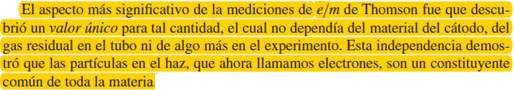 El aspecto más significativo de la mediciones de e/m de Thomson fue que descu-
brió un valor único para tal cantidad, el cual no dependía del material del cátodo, del
gas residual en el tubo ni de algo más en el experimento. Esta independencia demos-
tró que las partículas en el haz, que ahora llamamos electrones, son un constituyente
común de toda la materia